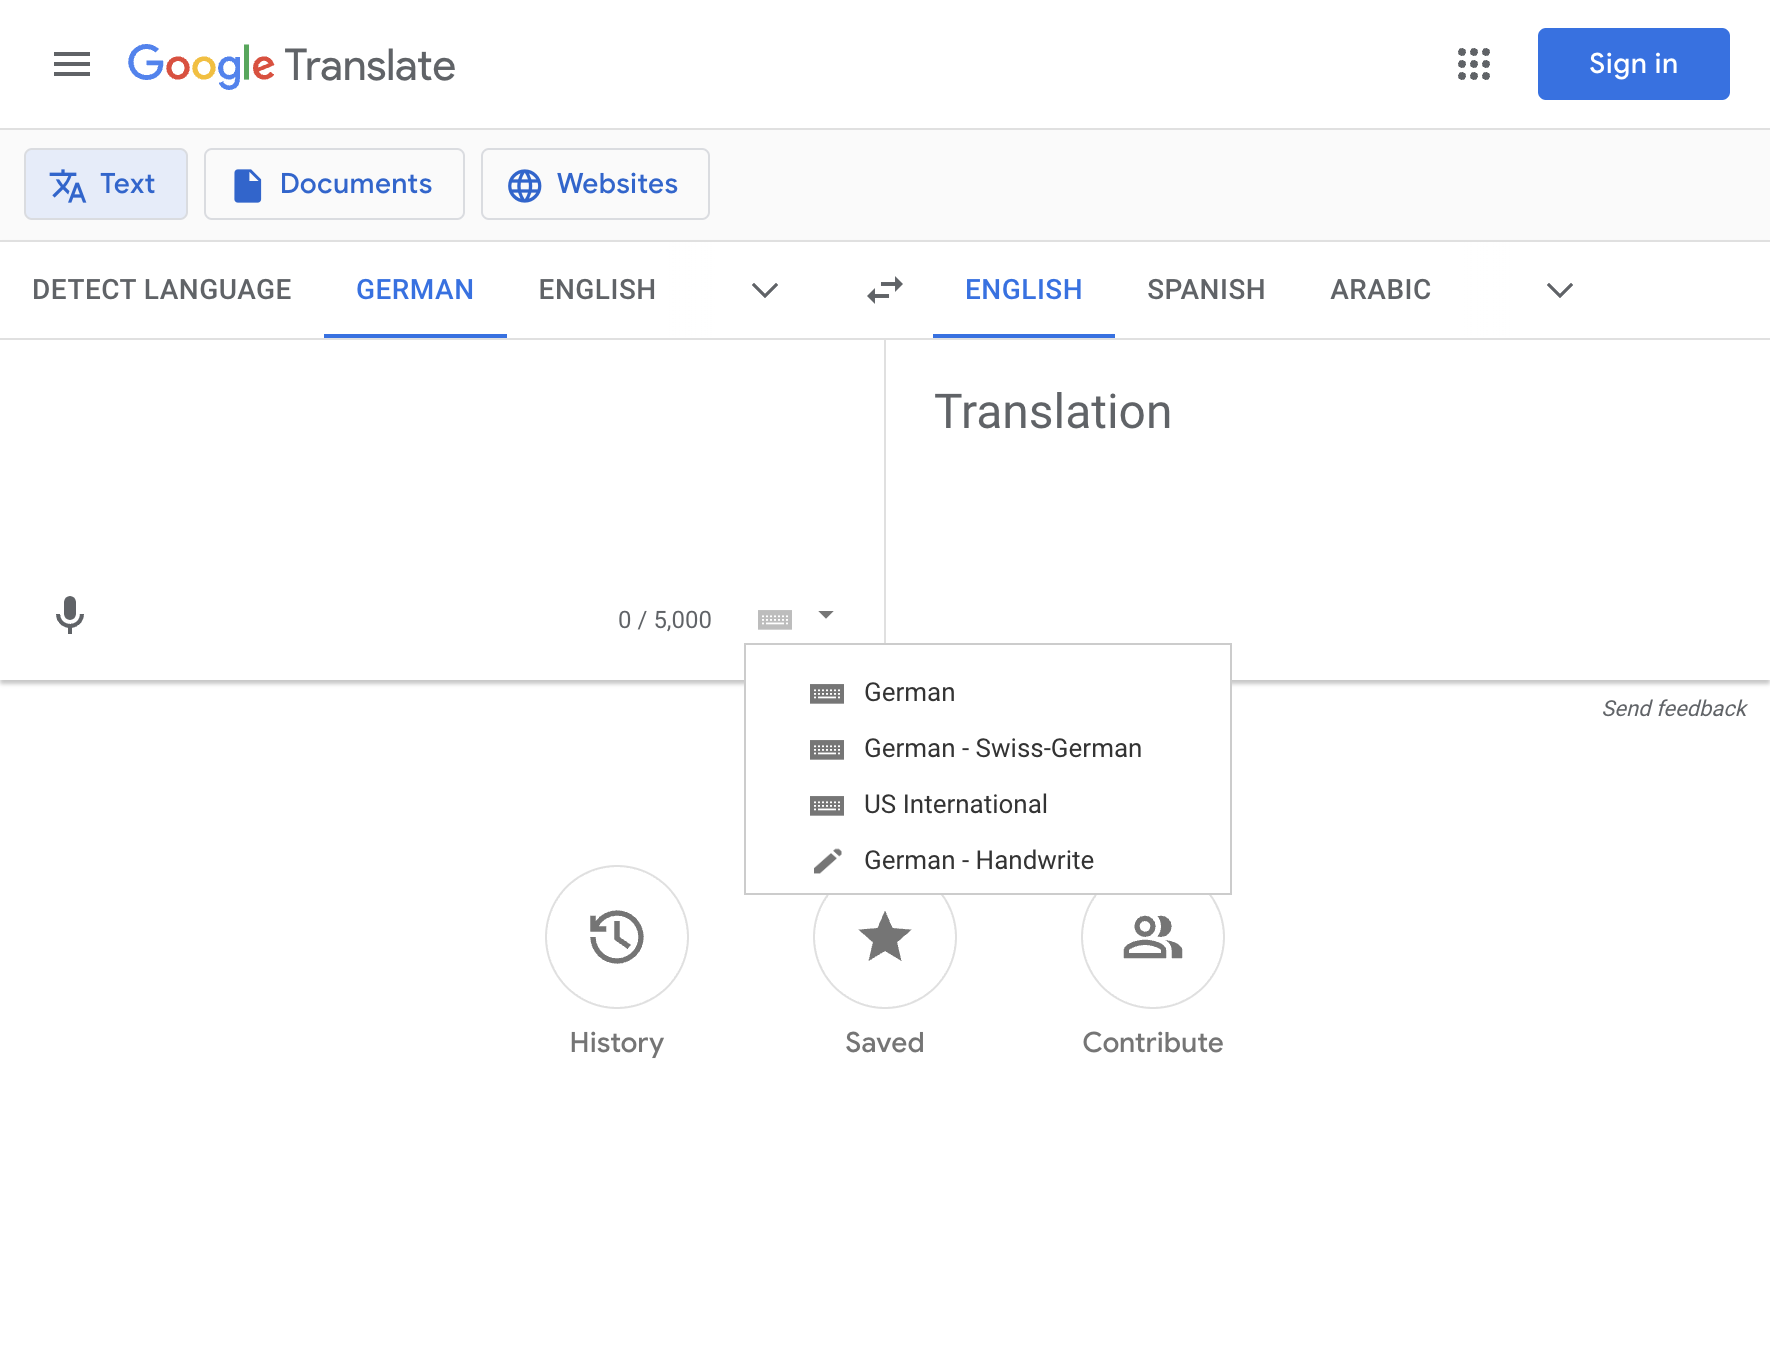 Google Translate
Sign in
Text
Documents
Websites
DETECT LANGUAGE
GERMAN
ENGLISH
ENGLISH
SPANISH
ARABIC
Translation
0 / 5,000
German
German - Swiss-German
US International
German - Handwrite
Send feedback
History
Saved
Contribute